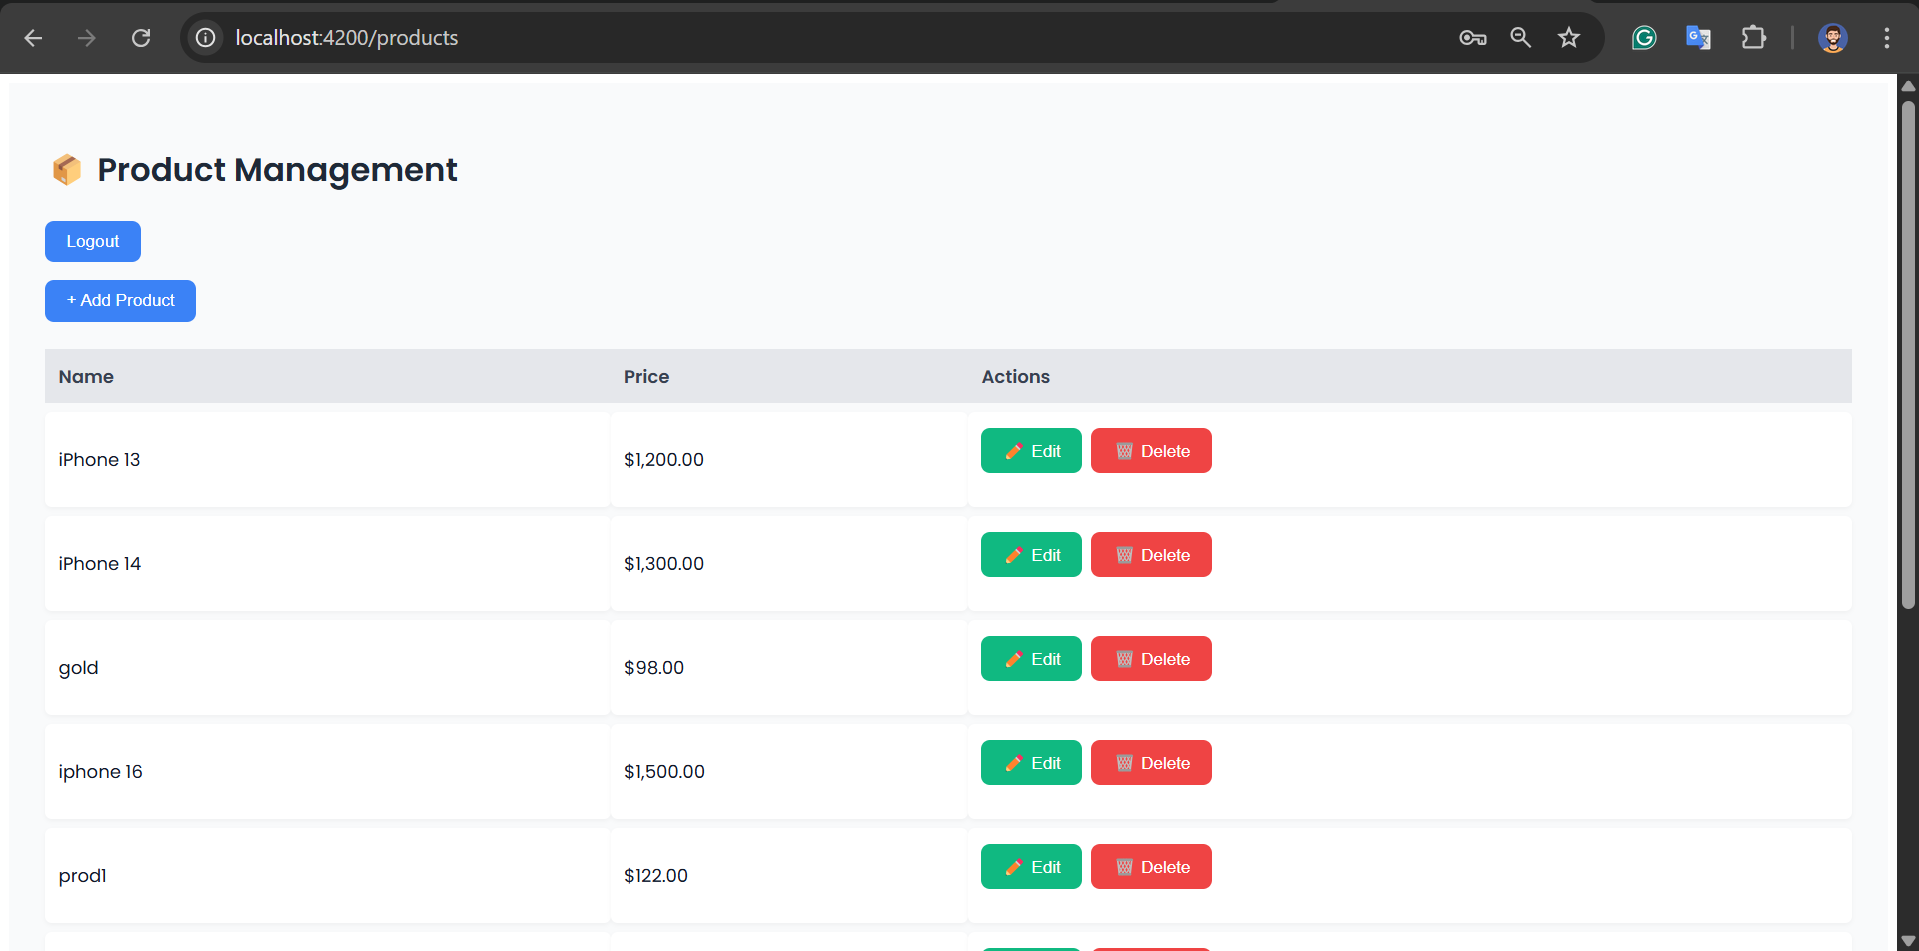 localhost:4200/products
Product Management
Logout
+ Add Product
Name Price Actions
iPhone 13 $1,200.00 Edit Delete
iPhone 14 $1,300.00 Edit Delete
gold $98.00 Edit Delete
iphone 16 $1,500.00 Edit Delete
prod1 $122.00 Edit Delete